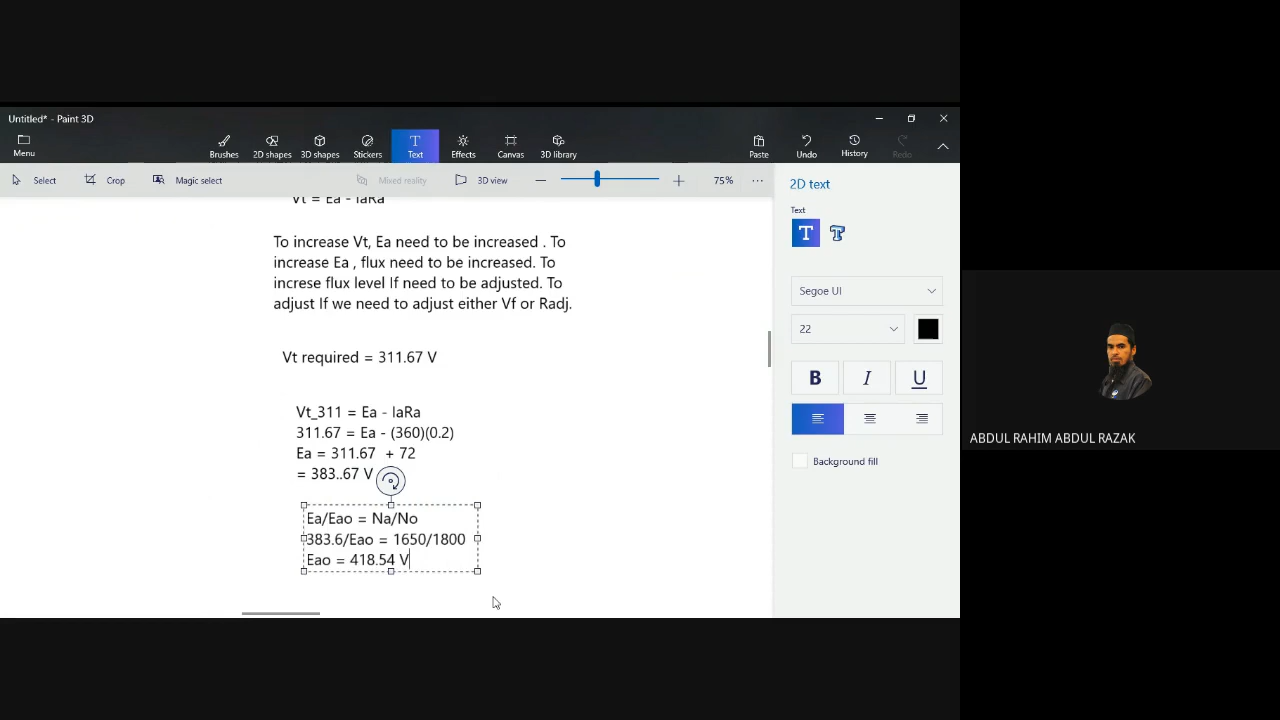 Untitled* - Paint 3D
Menu
Brushes
2D shapes
3D shapes
Stickers
Text
Effects
Canvas
3D library
Paste
Undo
History
Redo
Select
Crop
Magic select
Mixed reality
3D view
75%
2D text
Text
Segoe UI
22
B I U
Background fill
Vt = Ea - IaRa
To increase Vt, Ea need to be increased . To
increase Ea , flux need to be increased. To
increse flux level If need to be adjusted. To
adjust If we need to adjust either Vf or Radj.
Vt required = 311.67 V
Vt_311 = Ea - IaRa
311.67 = Ea - (360)(0.2)
Ea = 311.67 + 72
= 383..67 V
Ea/Eao = Na/No
383.6/Eao = 1650/1800
Eao = 418.54 V
ABDUL RAHIM ABDUL RAZAK